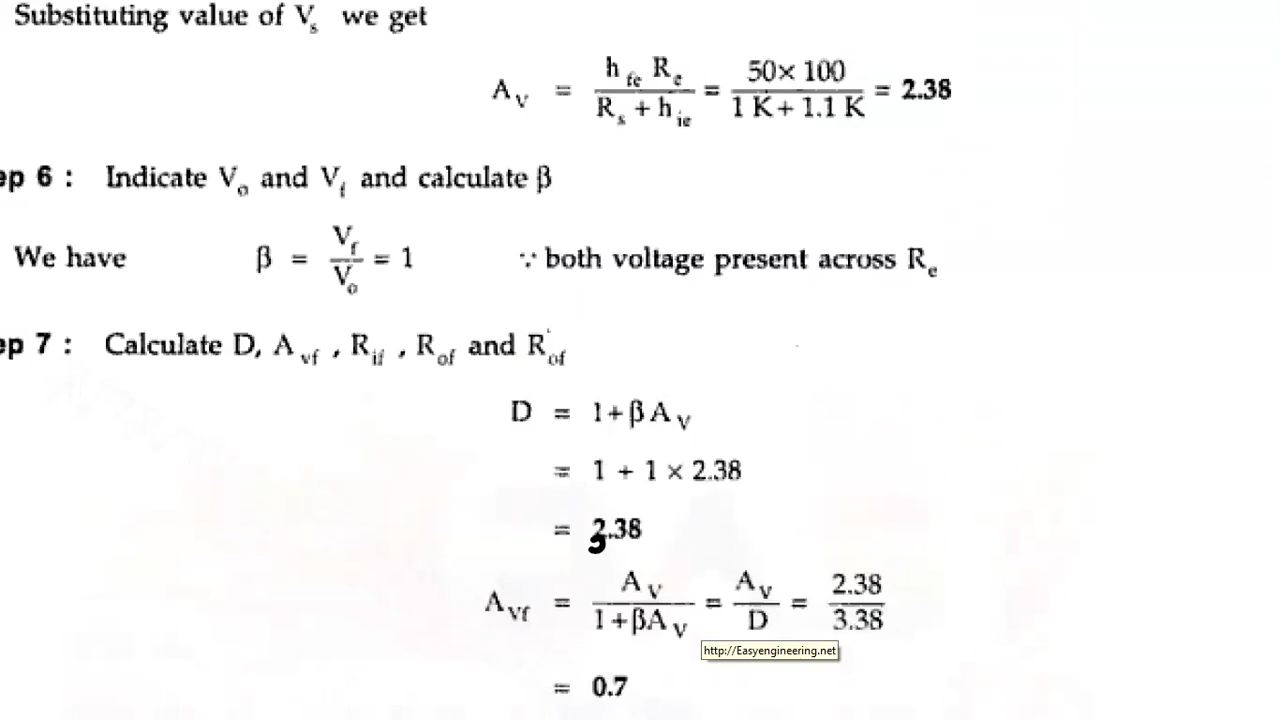 Substituting value of Vs we get
Av = hfe Re / Rs + hie = 50× 100 / 1 K + 1.1 K = 2.38
ep 6 : Indicate Vo and Vf and calculate β
We have β = Vf / Vo = 1 ∵ both voltage present across Re
ep 7 : Calculate D, Avf , Rif , Rof and R'of
D = 1+β Av
= 1 + 1 × 2.38
= 3.38
Avf = Av / 1+βAv = Av / D = 2.38 / 3.38
http://Easyengineering.net
= 0.7